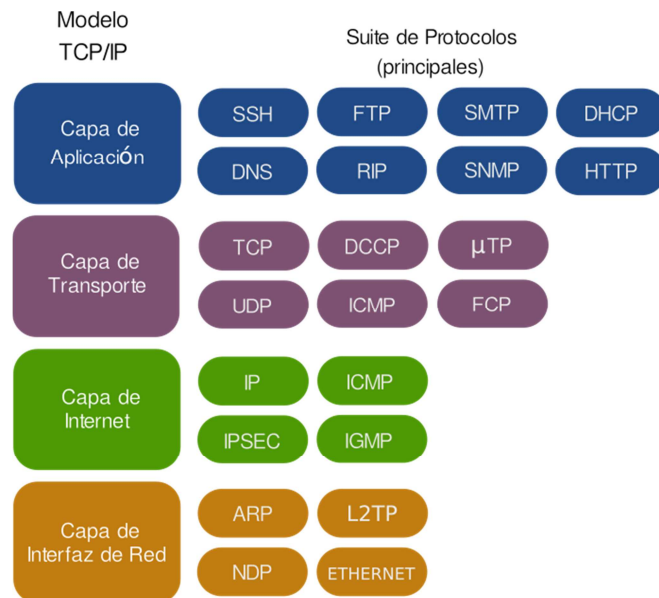 Modelo
TCP/IP
Suite de Protocolos
(principales)
Capa de
Aplicación
SSH FTP SMTP DHCP
DNS RIP SNMP HTTP
Capa de
Transporte
TCP DCCP µTP
UDP ICMP FCP
Capa de
Internet
IP ICMP
IPSEC IGMP
Capa de
Interfaz de Red
ARP L2TP
NDP ETHERNET